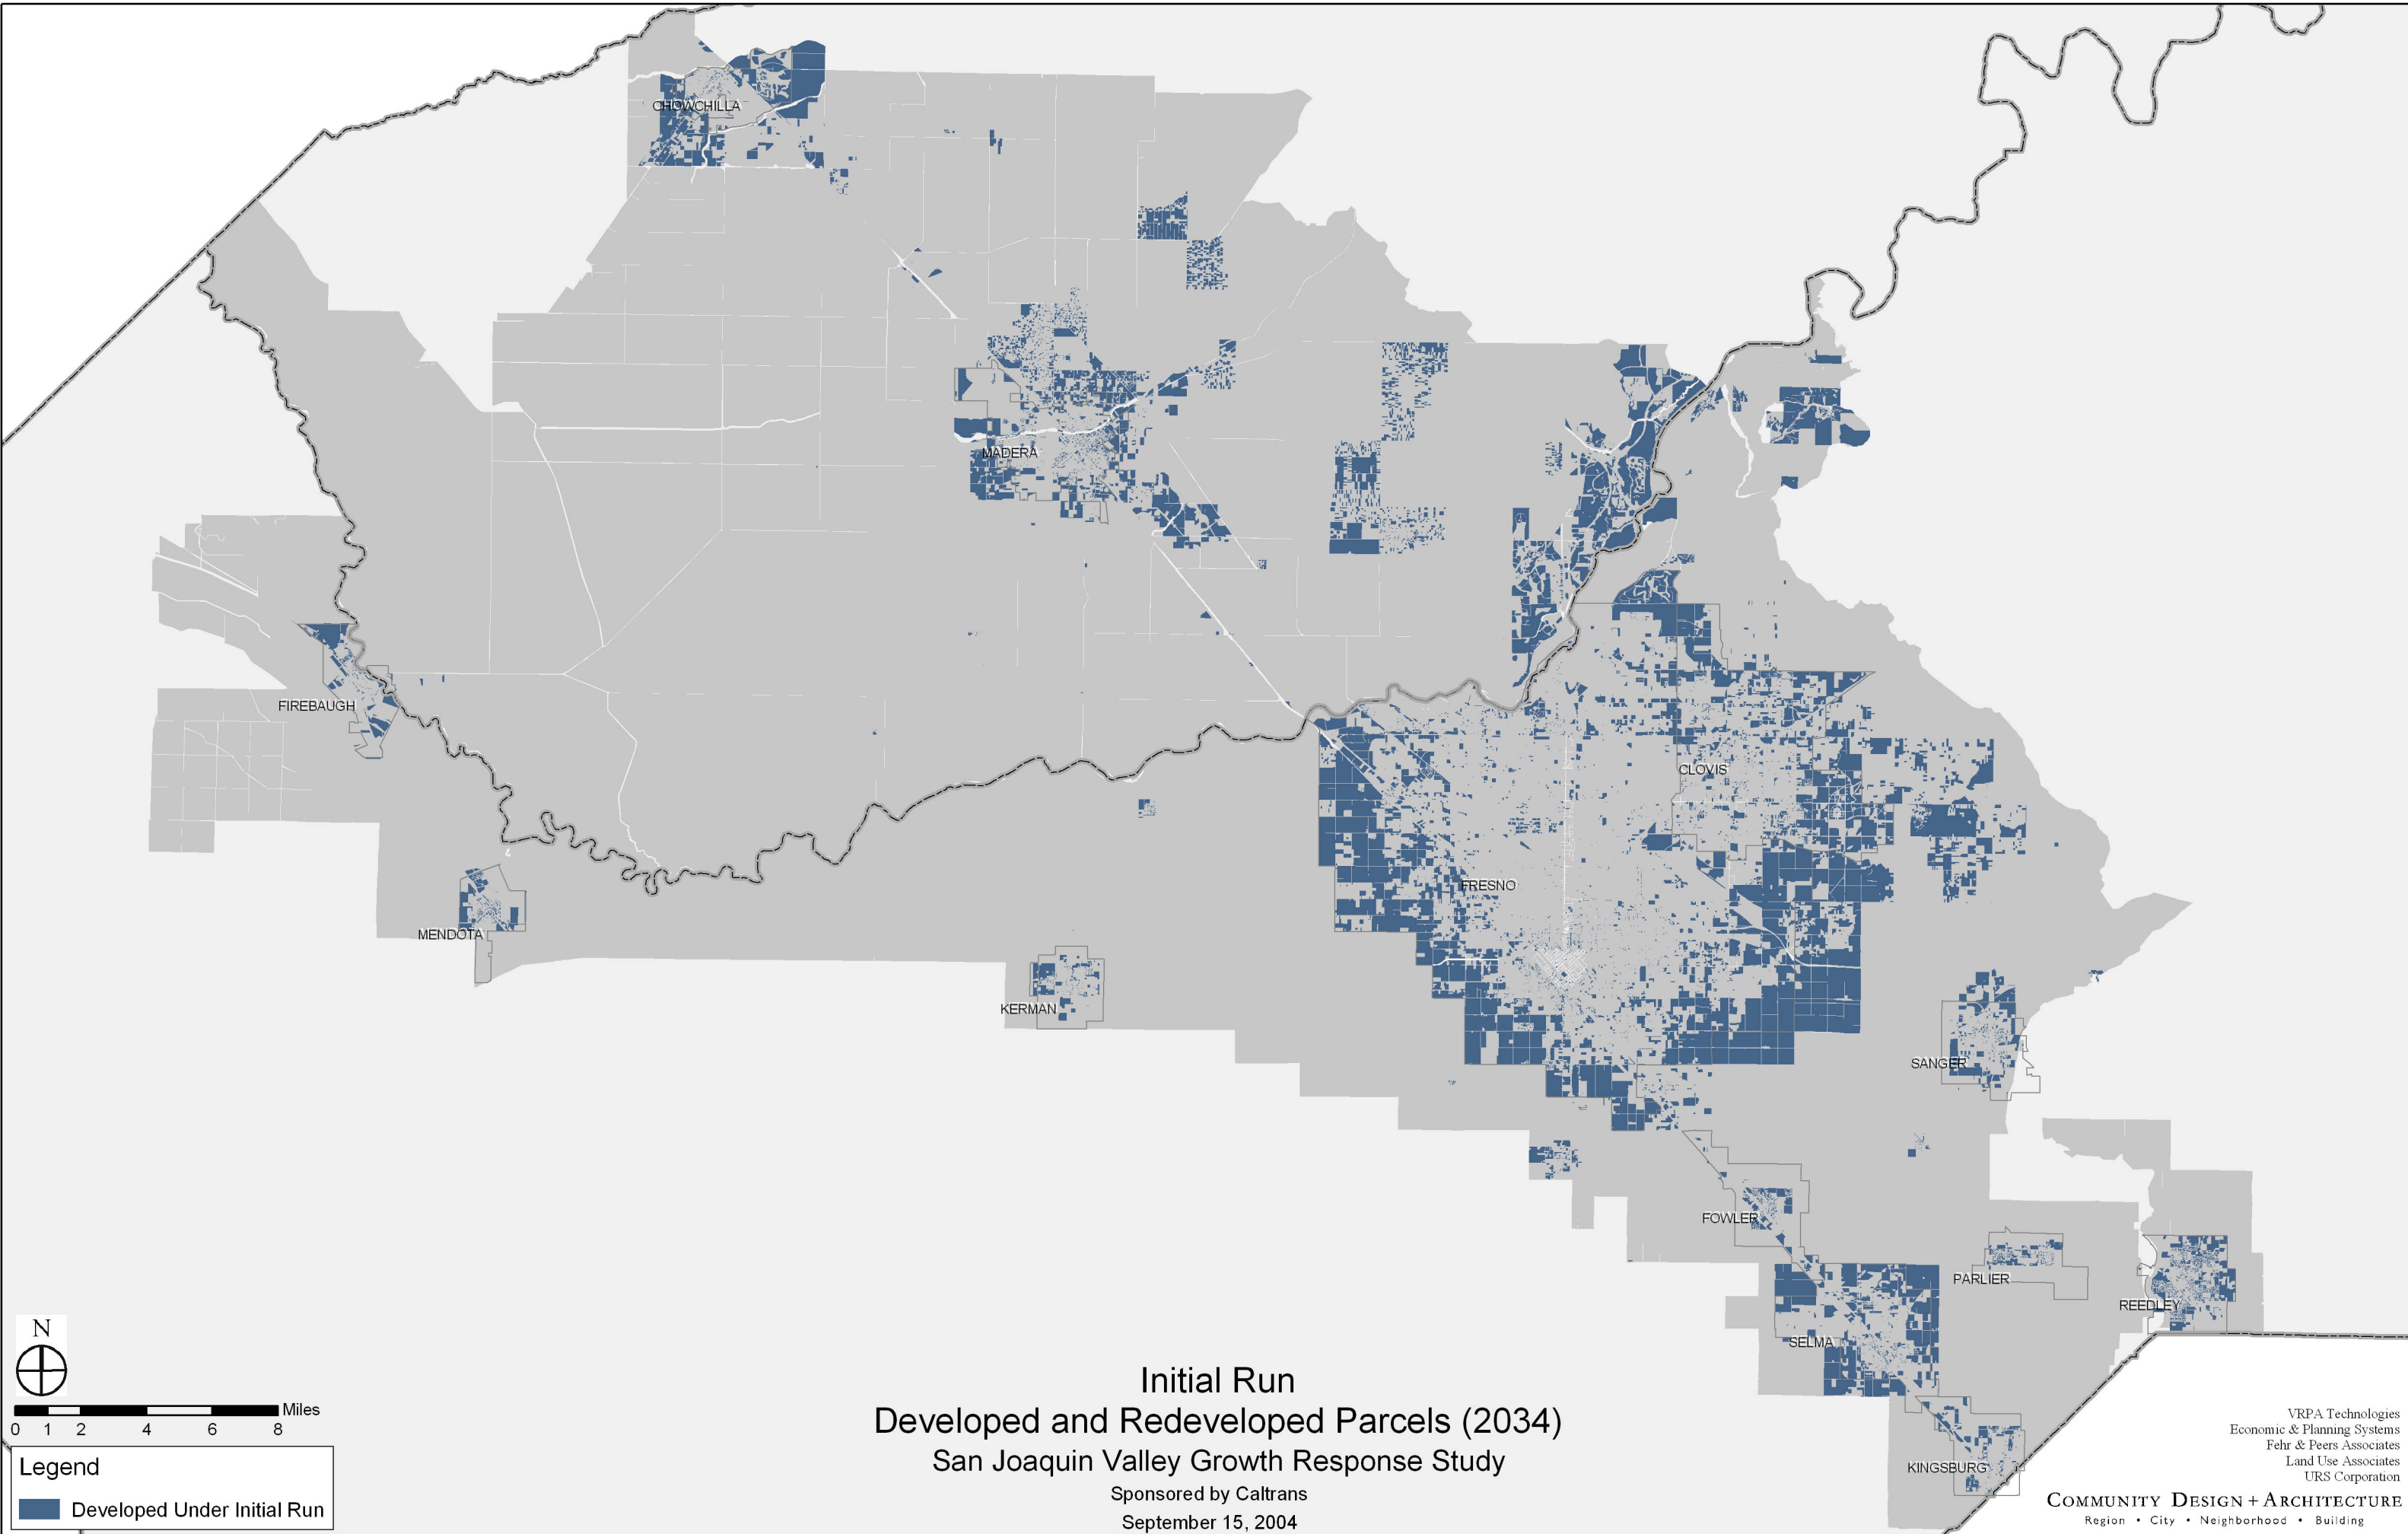 CHOWCHILLA
MADERA
FIREBAUGH
CLOVIS
FRESNO
MENDOTA
KERMAN
SANGER
FOWLER
PARLIER
REEDLEY
SELMA
KINGSBURG
N
Miles
0 1 2 4 6 8
Legend
Developed Under Initial Run
Initial Run
Developed and Redeveloped Parcels (2034)
San Joaquin Valley Growth Response Study
Sponsored by Caltrans
September 15, 2004
VRPA Technologies
Economic & Planning Systems
Fehr & Peers Associates
Land Use Associates
URS Corporation
COMMUNITY DESIGN + ARCHITECTURE
Region • City • Neighborhood • Building